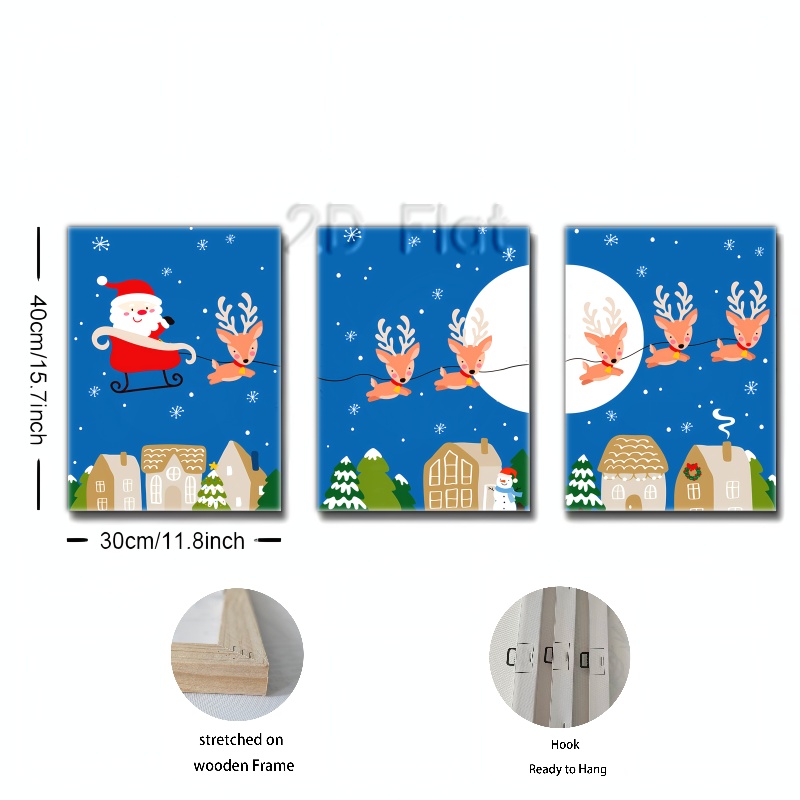 2D Flat
40cm/15.7inch
30cm/11.8inch
stretched on
wooden Frame
Hook
Ready to Hang